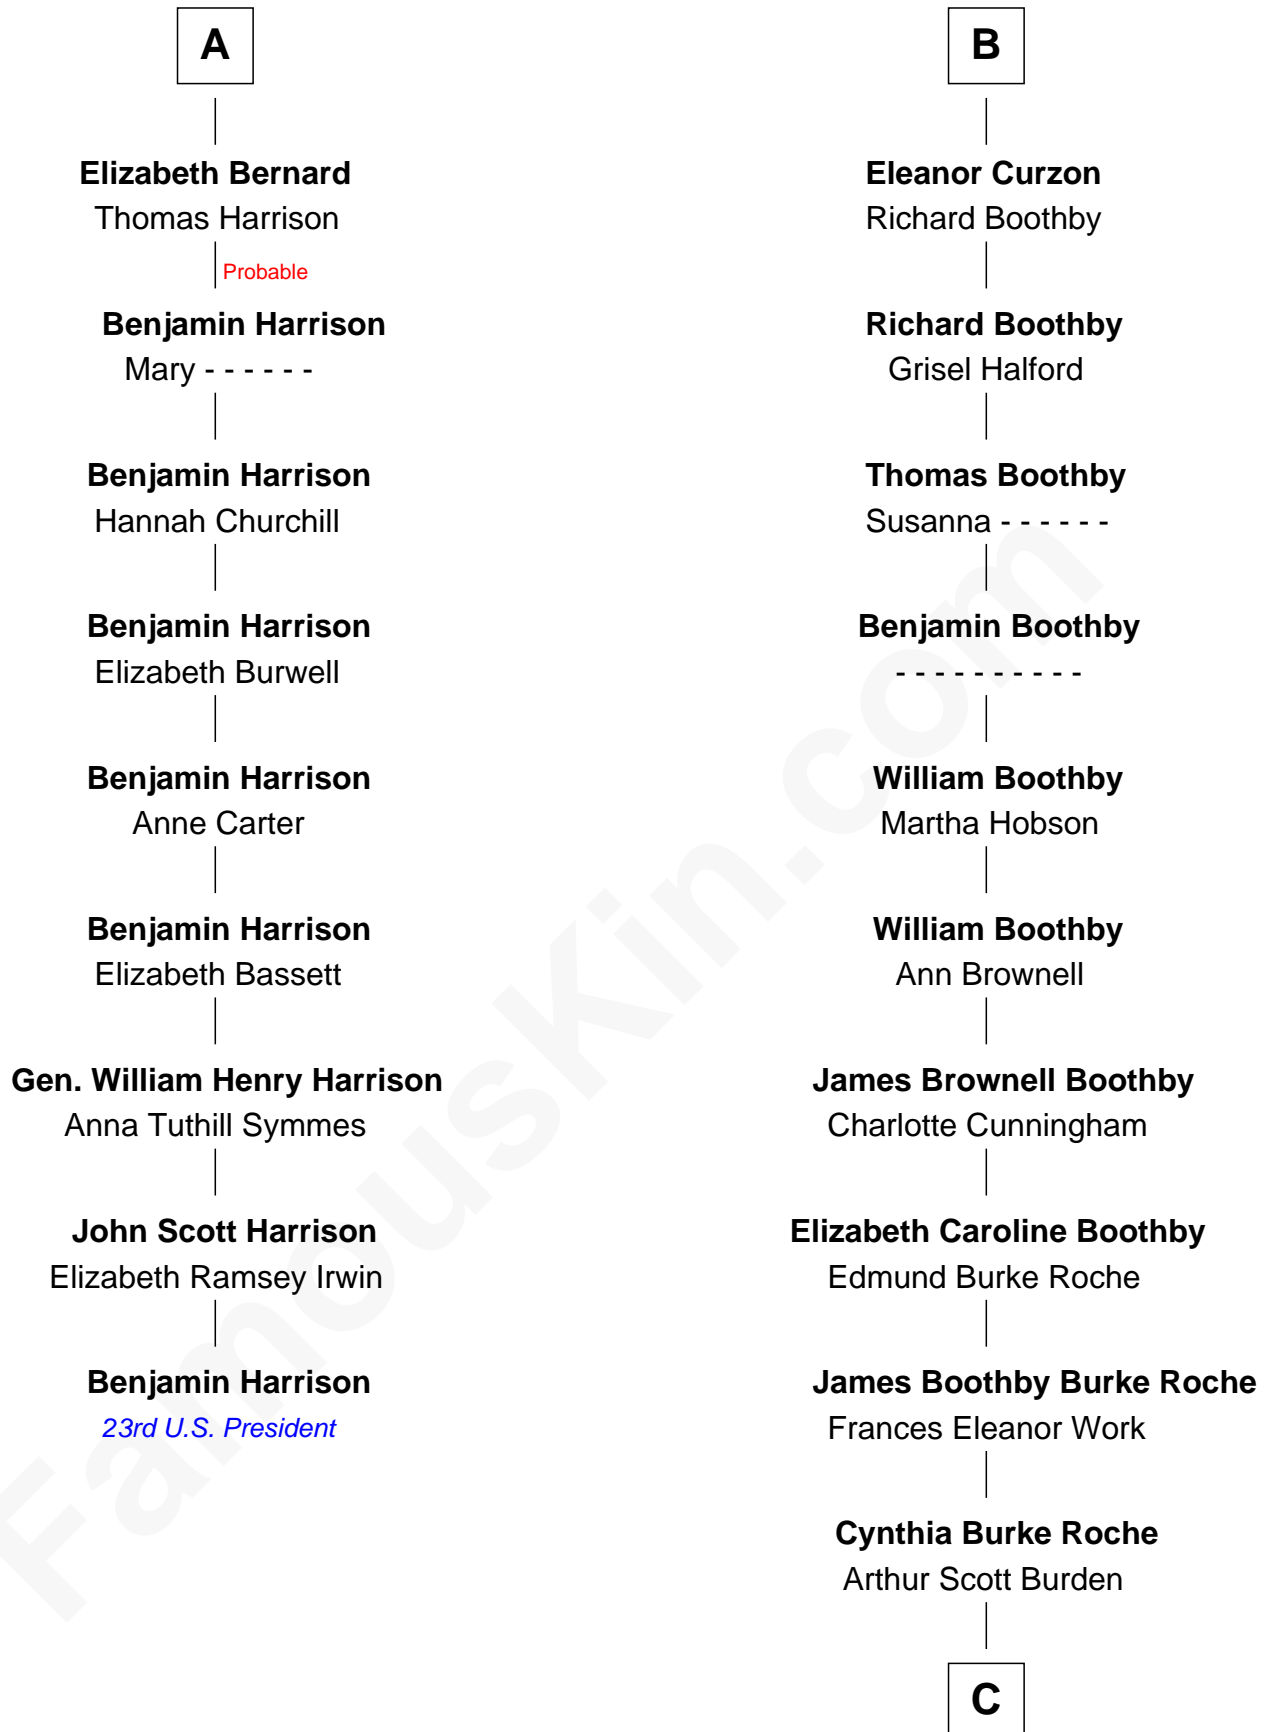 A
Elizabeth Bernard
Thomas Harrison
Probable
Benjamin Harrison
Mary - - - - - -
Benjamin Harrison
Hannah Churchill
Benjamin Harrison
Elizabeth Burwell
Benjamin Harrison
Anne Carter
Benjamin Harrison
Elizabeth Bassett
Gen. William Henry Harrison
Anna Tuthill Symmes
John Scott Harrison
Elizabeth Ramsey Irwin
Benjamin Harrison
23rd U.S. President
B
Eleanor Curzon
Richard Boothby
Richard Boothby
Grisel Halford
Thomas Boothby
Susanna - - - - - -
Benjamin Boothby
- - - - - - - - - -
William Boothby
Martha Hobson
William Boothby
Ann Brownell
James Brownell Boothby
Charlotte Cunningham
Elizabeth Caroline Boothby
Edmund Burke Roche
James Boothby Burke Roche
Frances Eleanor Work
Cynthia Burke Roche
Arthur Scott Burden
C
FamousKin.com